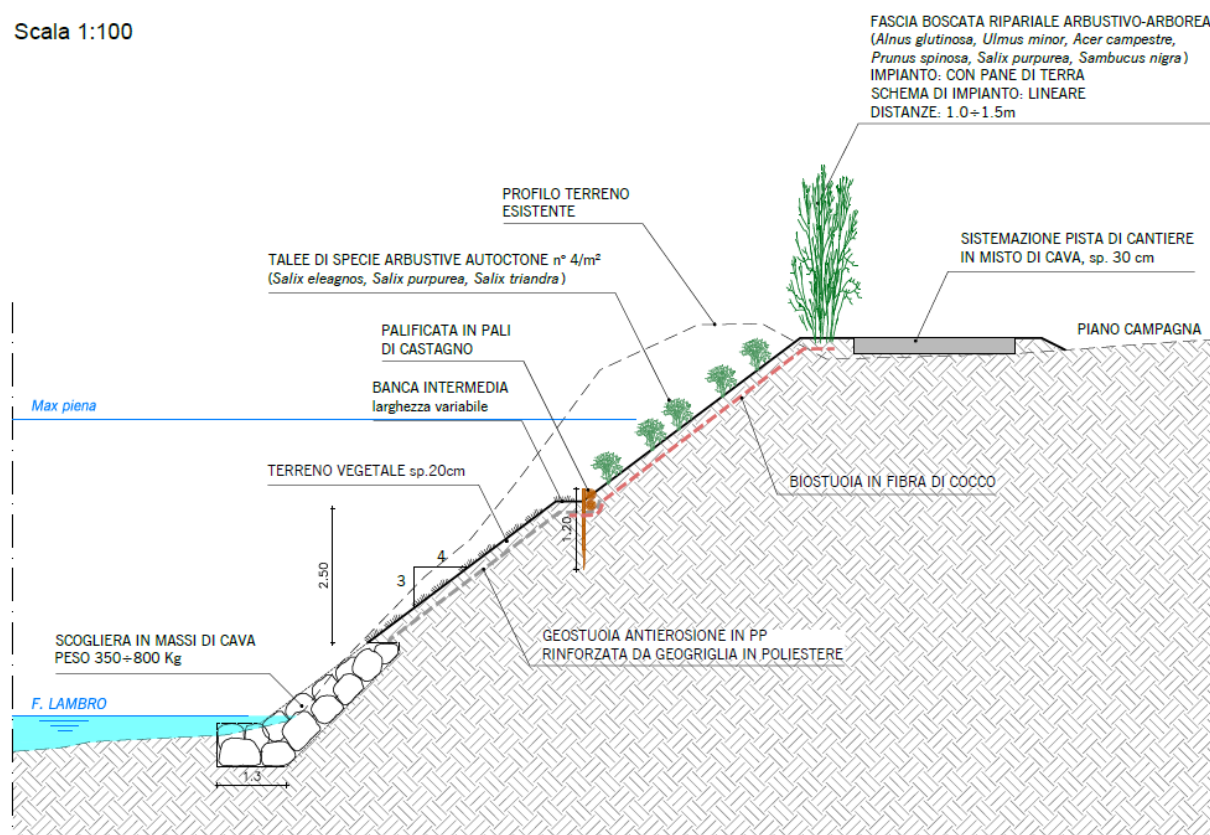 Scala 1:100
FASCIA BOSCATA RIPARIALE ARBUSTIVO-ARBOREA
(Alnus glutinosa, Ulmus minor, Acer campestre,
Prunus spinosa, Salix purpurea, Sambucus nigra)
IMPIANTO: CON PANE DI TERRA
SCHEMA DI IMPIANTO: LINEARE
DISTANZE: 1.0÷1.5m
PROFILO TERRENO
ESISTENTE
SISTEMAZIONE PISTA DI CANTIERE
IN MISTO DI CAVA, sp. 30 cm
TALEE DI SPECIE ARBUSTIVE AUTOCTONE n° 4/m²
(Salix eleagnos, Salix purpurea, Salix triandra)
PALIFICATA IN PALI
DI CASTAGNO
PIANO CAMPAGNA
BANCA INTERMEDIA
larghezza variabile
Max piena
TERRENO VEGETALE sp.20cm
BIOSTUOIA IN FIBRA DI COCCO
1.20
4
3
2.50
GEOSTUOIA ANTIEROSIONE IN PP
RINFORZATA DA GEOGRIGLIA IN POLIESTERE
SCOGLIERA IN MASSI DI CAVA
PESO 350÷800 Kg
F. LAMBRO
1.3